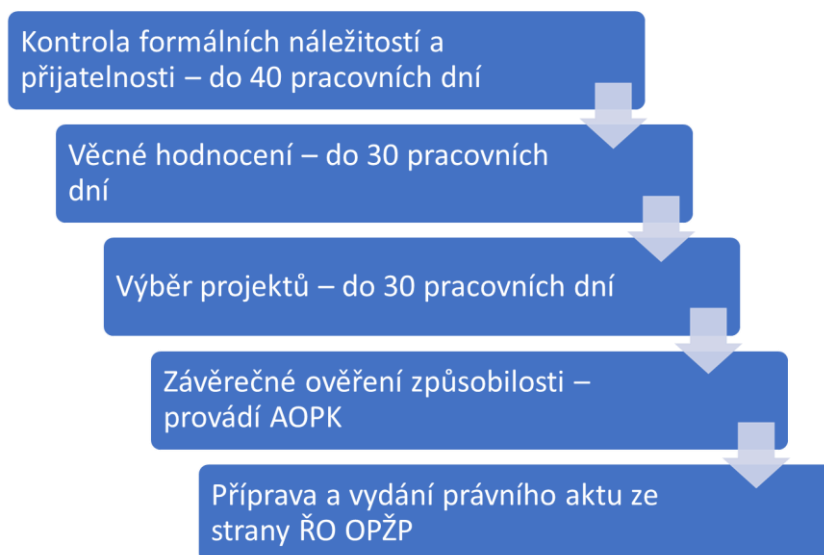 Kontrola formálních náležitostí a
přijatelnosti – do 40 pracovních dní
Věcné hodnocení – do 30 pracovních
dní
Výběr projektů – do 30 pracovních dní
Závěrečné ověření způsobilosti –
provádí AOPK
Příprava a vydání právního aktu ze
strany ŘO OPŽP